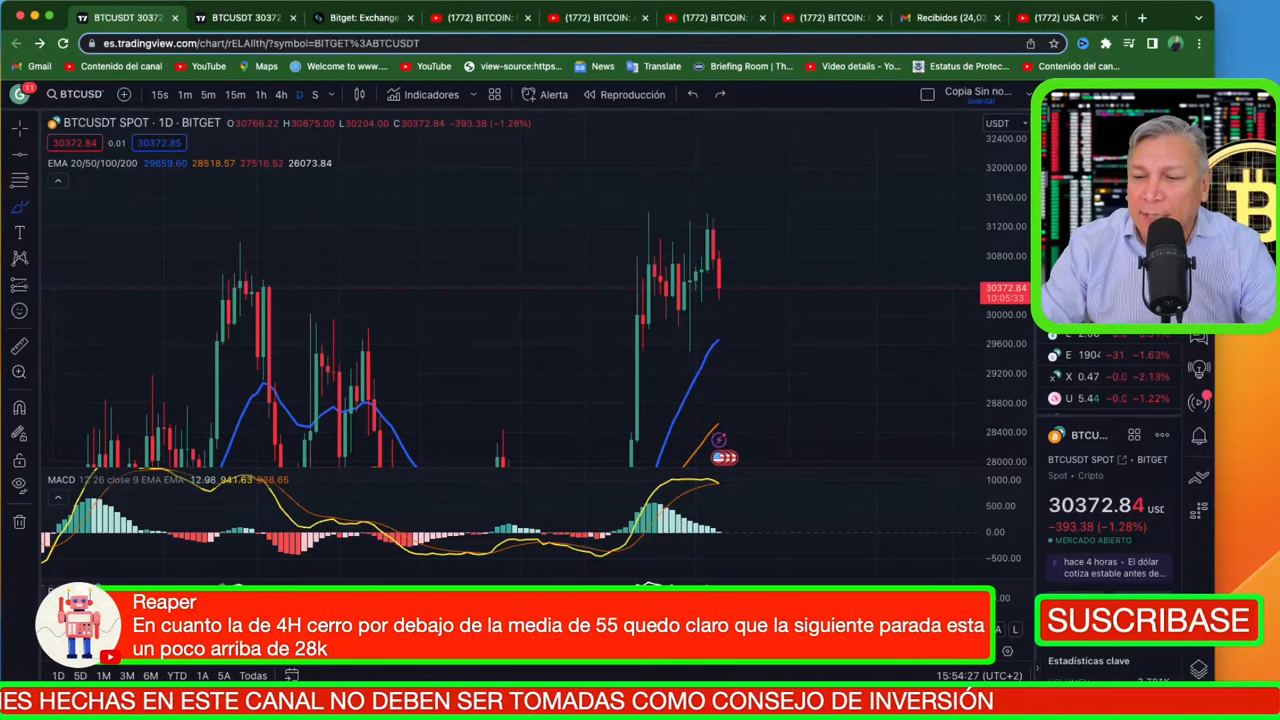 BTCUSDT 30372
BTCUSDT 30372.
Bitget: Exchange
(1772) BITCOIN:
(1772) BITCOIN:
(1772) BITCOIN:
(1772) BITCOIN:
Recibidos (24,03
(1772) USA CRY
es.tradingview.com/chart/rELAIlth/?symbol=BITGET%3ABTCUSDT
Gmail
Contenido del canal
YouTube
Maps
Welcome to www....
YouTube
view-source:https...
News
Translate
Briefing Room | Th...
Video details - Yo...
Estatus de Protec...
Contenido del can...
11
BTCUSD
15s 1m 5m 15m 1h 4h D S
Indicadores
Alerta
Reproducción
Copia Sin no...
Guardar
BTCUSDT SPOT · 1D · BITGET O30766.22 H30875.00 L30204.00 C30372.84 −393.38 (−1.28%)
USDT
30372.84 0.01 30372.85
EMA 20/50/100/200 29659.60 28518.57 27516.52 26073.84
32400.00
32000.00
31600.00
31200.00
30800.00
30372.84
10:05:33
30000.00
29600.00
29200.00
28800.00
28400.00
28000.00
MACD 12 26 close 9 EMA EMA 12.98 941.63 928.65
1000.00
500.00
0.00
−500.00
E 1904 −31. −1.63%
X 0.47 −2.13%
U 5.44 −1.22%
BTCU...
BTCUSDT SPOT · BITGET
Spot · Cripto
30372.84 USD
−393.38 (−1.28%)
MERCADO ABIERTO
hace 4 horas · El dólar
cotiza estable antes de...
Reaper
En cuanto la de 4H cerro por debajo de la media de 55 quedo claro que la siguiente parada esta
un poco arriba de 28k
SUSCRIBASE
A L
Estadísticas clave
1D 5D 1M 3M 6M YTD 1A 5A Todas
15:54:27 (UTC+2)
NES HECHAS EN ESTE CANAL NO DEBEN SER TOMADAS COMO CONSEJO DE INVERSIÓN